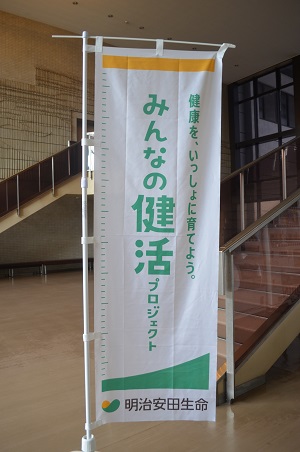 健康を、いっしょに育てよう。
みんなの健活プロジェクト
明治安田生命